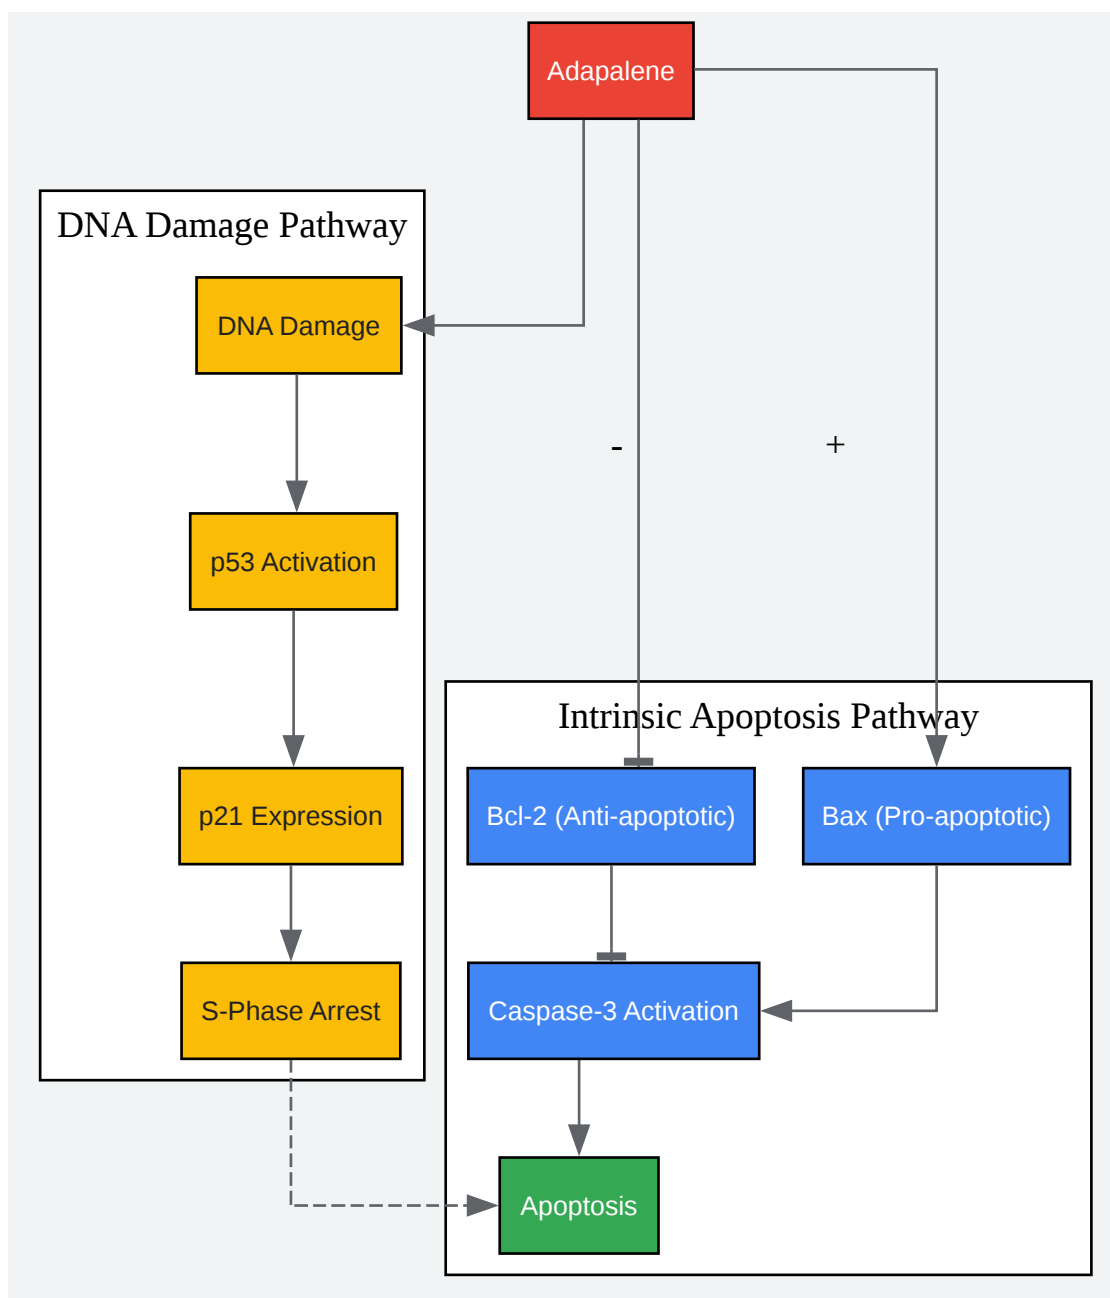 Adapalene
DNA Damage Pathway
DNA Damage
-
+
p53 Activation
Intrinsic Apoptosis Pathway
p21 Expression
Bcl-2 (Anti-apoptotic)
Bax (Pro-apoptotic)
S-Phase Arrest
Caspase-3 Activation
Apoptosis